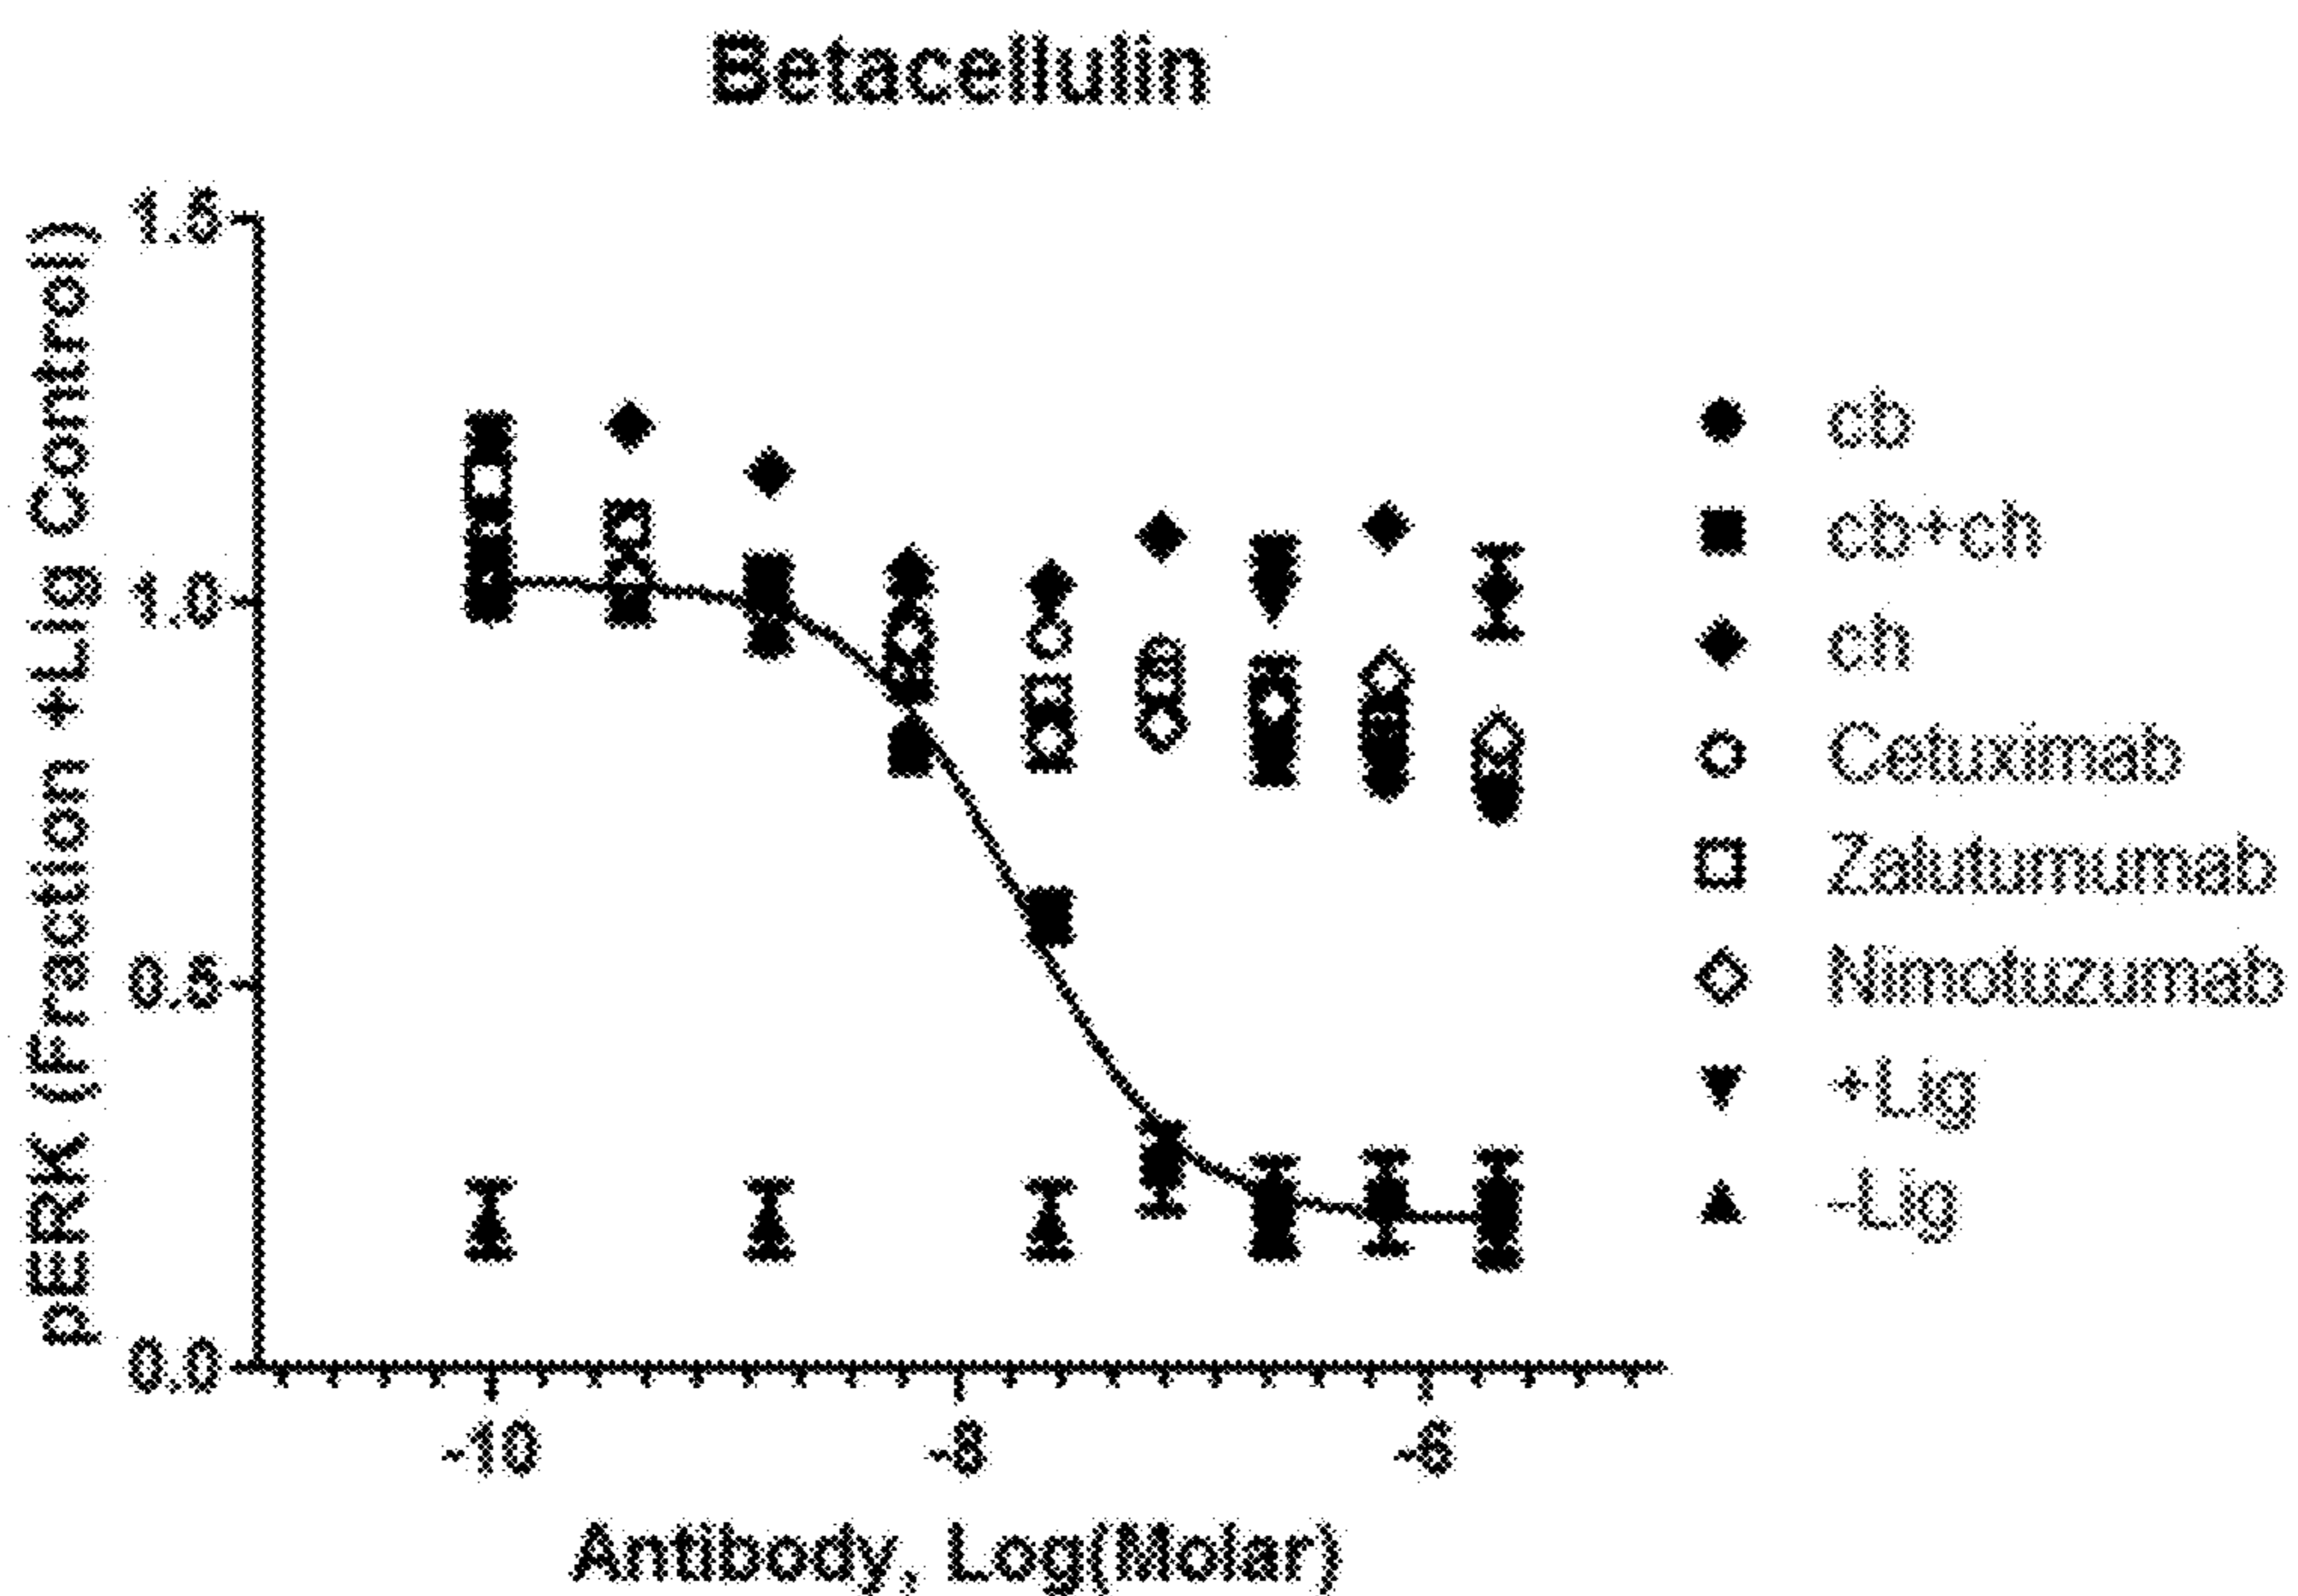 Betacellulin
pERK (Fraction +Lig Control)
1.5
1.0
0.5
0.0
-10
-8
-6
Antibody, Log(Molar)
cb
cb+ch
ch
Cetuximab
Zalutumumab
Nimotuzumab
+Lig
-Lig